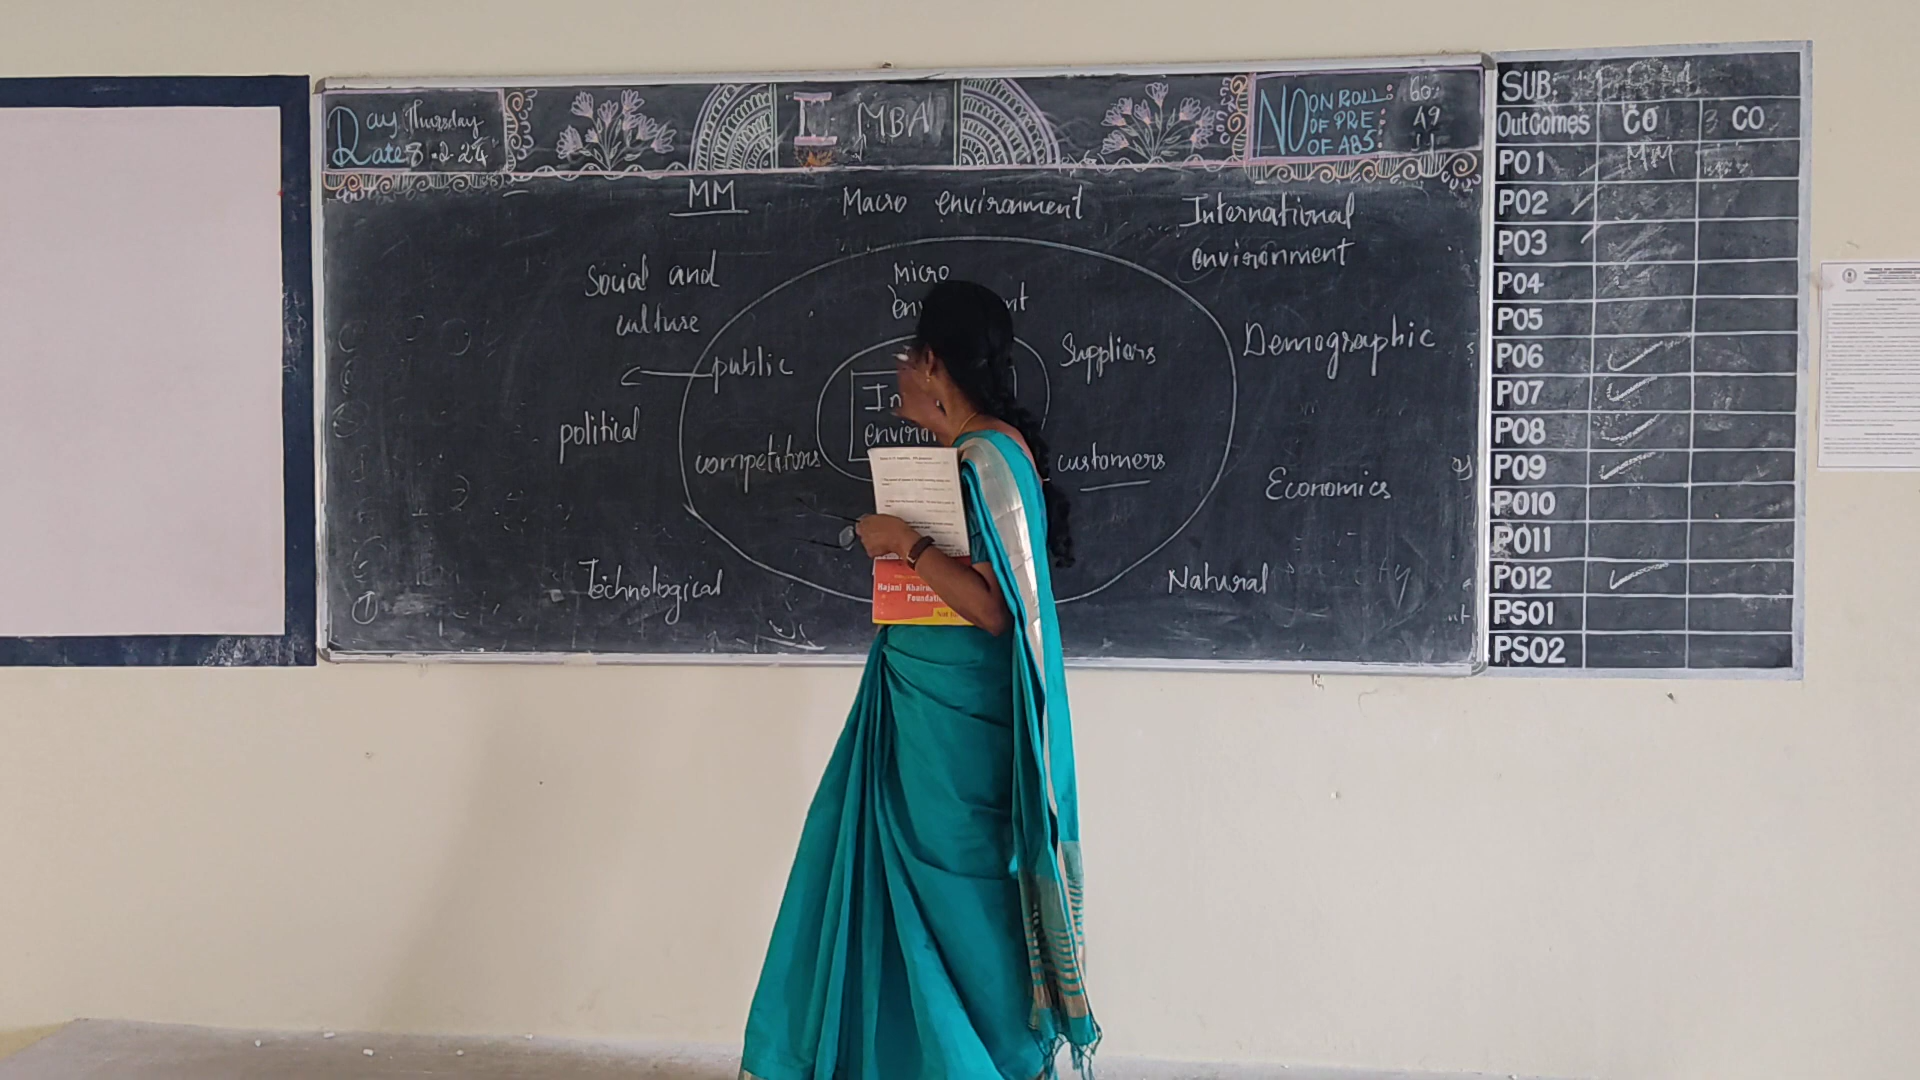 Day Thursday
Date 8.2.24
I MBA
NO ON ROLL: 60
OF PRE: 49
OF ABS: 11
MM
Macro environment
International
environment
Social and
culture
Micro
public
Suppliers
Demographic
political
competitors
customers
Economics
Technological
Natural
Rajani
SUB:
OutComes CO CO
PO1 MM
PO2
PO3
PO4
PO5
PO6
PO7
PO8
PO9
PO10
PO11
PO12
PSO1
PSO2